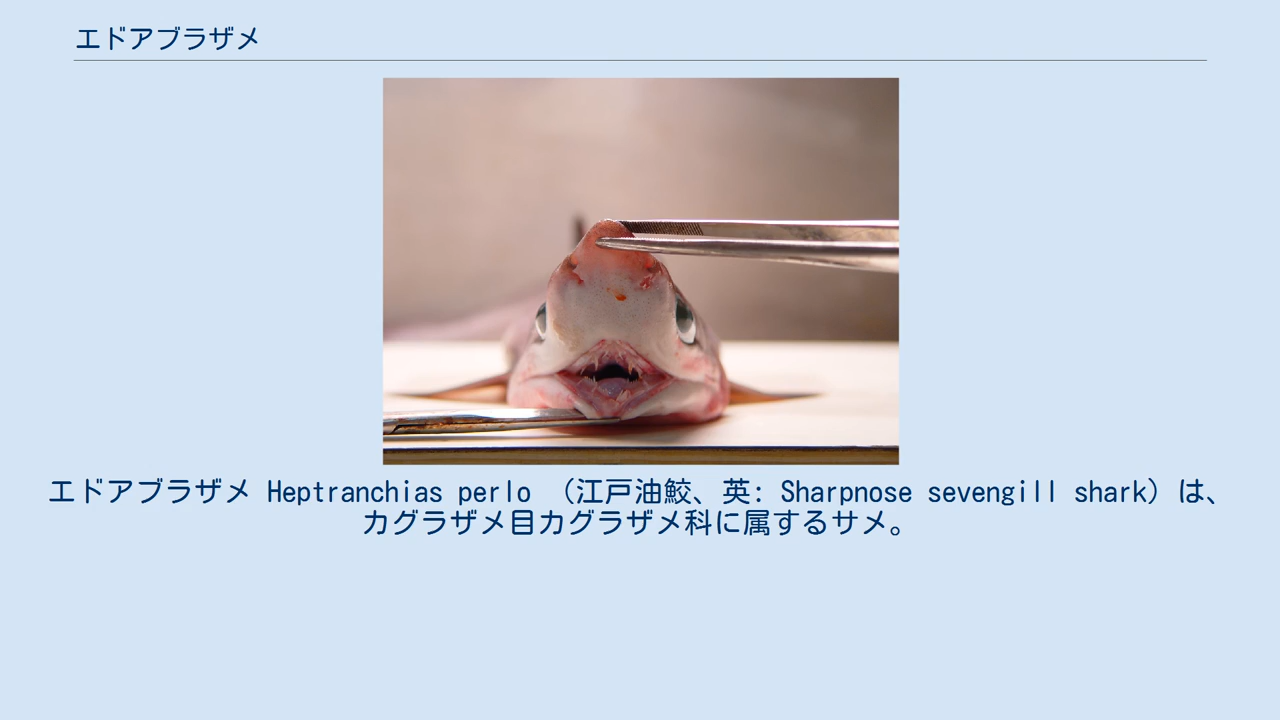 エドアブラザメ
エドアブラザメ Heptranchias perlo （江戸油鮫、英: Sharpnose sevengill shark）は、
カグラザメ目カグラザメ科に属するサメ。